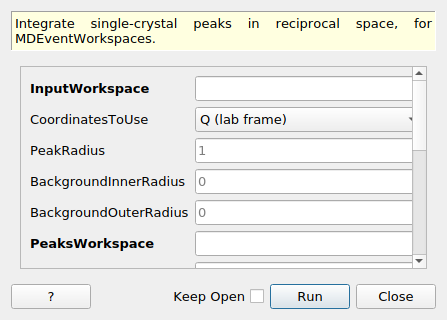 Integrate single-crystal peaks in reciprocal space, for
MDEventWorkspaces.
InputWorkspace
CoordinatesToUse Q (lab frame)
PeakRadius 1
BackgroundInnerRadius 0
BackgroundOuterRadius 0
PeaksWorkspace
? Keep Open Run Close